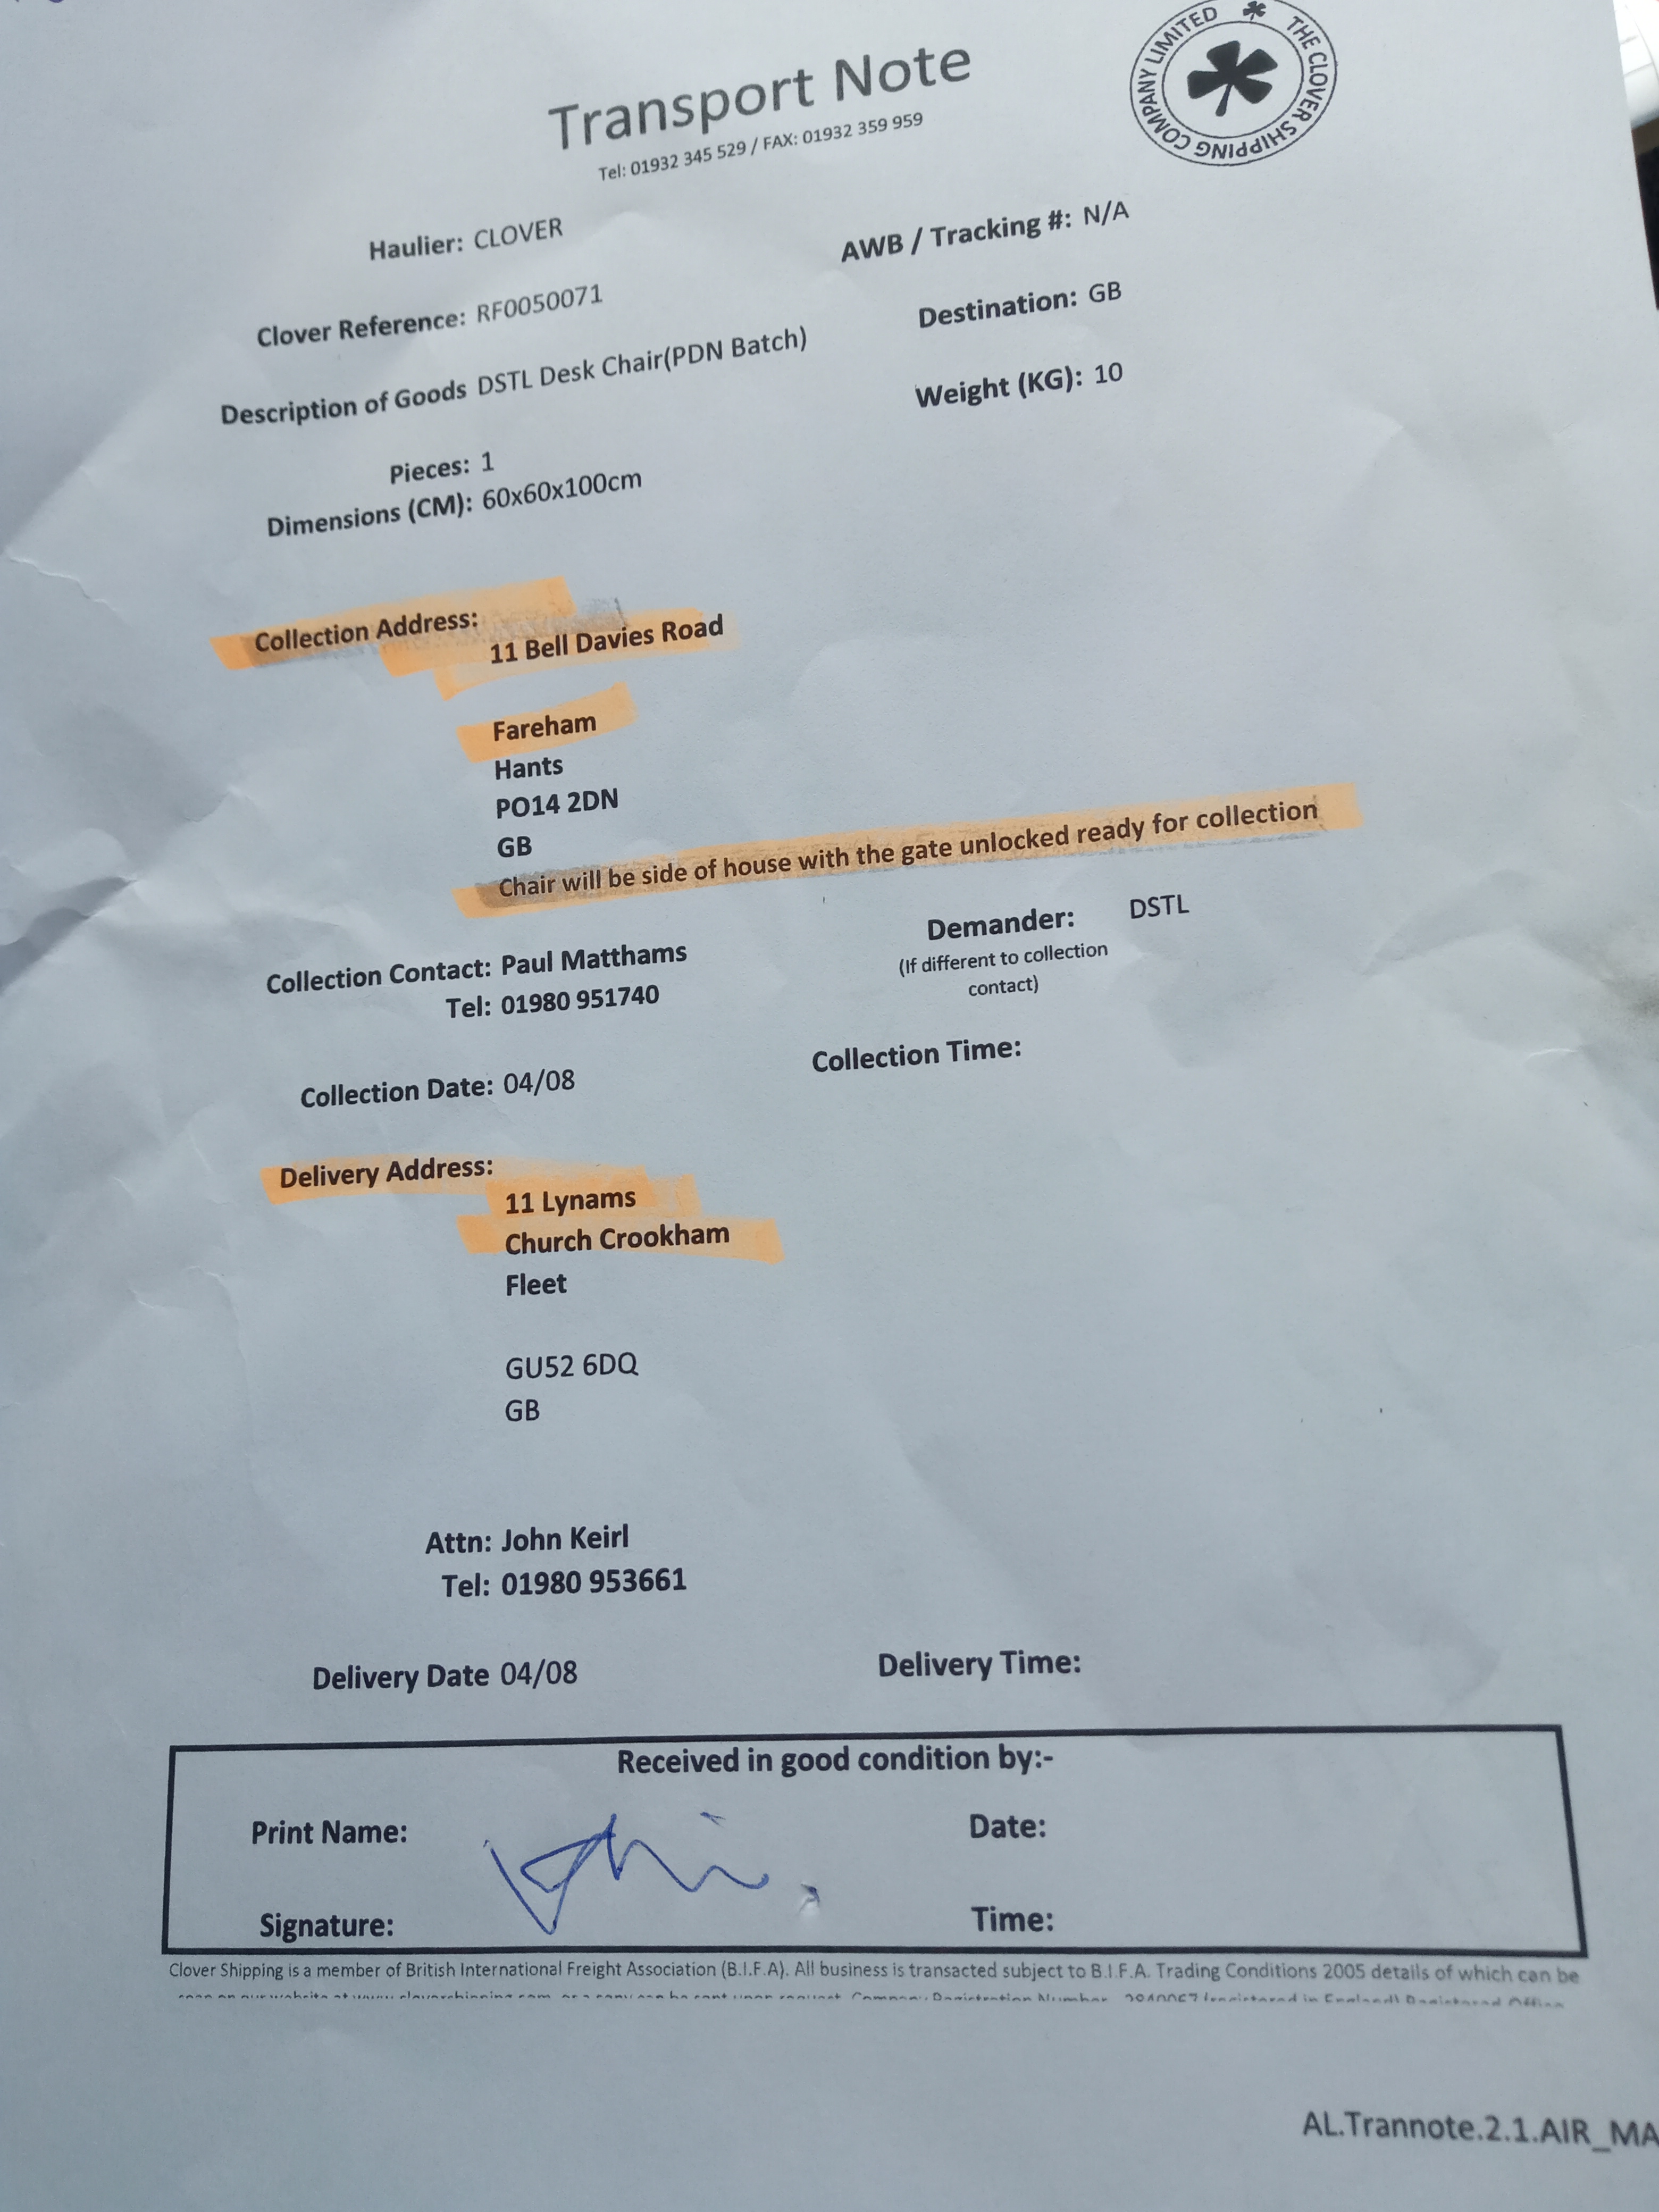 Transport Note
Tel: 01932 345 529 / FAX: 01932 359 959
THE CLOVER SHIPPING COMPANY LIMITED
Haulier: CLOVER
AWB / Tracking #: N/A
Clover Reference: RF0050071
Destination: GB
Description of Goods DSTL Desk Chair(PDN Batch)
Weight (KG): 10
Pieces: 1
Dimensions (CM): 60x60x100cm
Collection Address:
11 Bell Davies Road
Fareham
Hants
PO14 2DN
GB
Chair will be side of house with the gate unlocked ready for collection
Collection Contact: Paul Matthams
Tel: 01980 951740
Demander: DSTL
(If different to collection
contact)
Collection Date: 04/08
Collection Time:
Delivery Address:
11 Lynams
Church Crookham
Fleet
GU52 6DQ
GB
Attn: John Keirl
Tel: 01980 953661
Delivery Date 04/08
Delivery Time:
Received in good condition by:-
Print Name:
Date:
Signature:
Time:
Clover Shipping is a member of British International Freight Association (B.I.F.A). All business is transacted subject to B.I.F.A. Trading Conditions 2005 details of which can be
AL.Trannote.2.1.AIR_MA